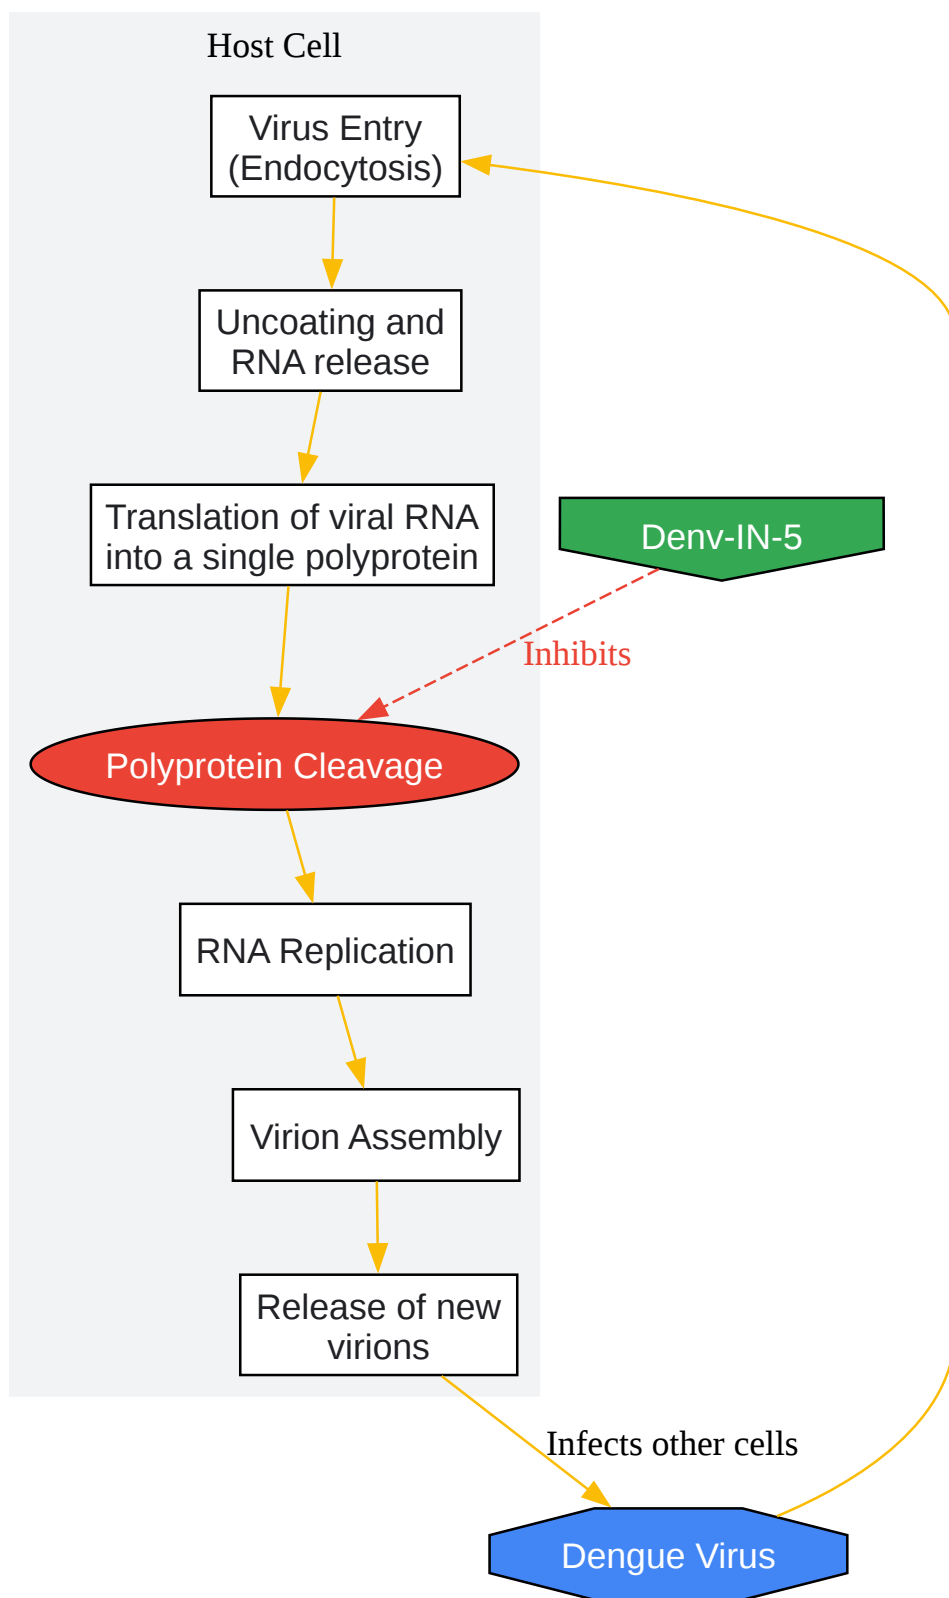 Host Cell
Virus Entry
(Endocytosis)
Uncoating and
RNA release
Translation of viral RNA
into a single polyprotein
Denv-IN-5
Inhibits
Polyprotein Cleavage
RNA Replication
Virion Assembly
Release of new
virions
Infects other cells
Dengue Virus